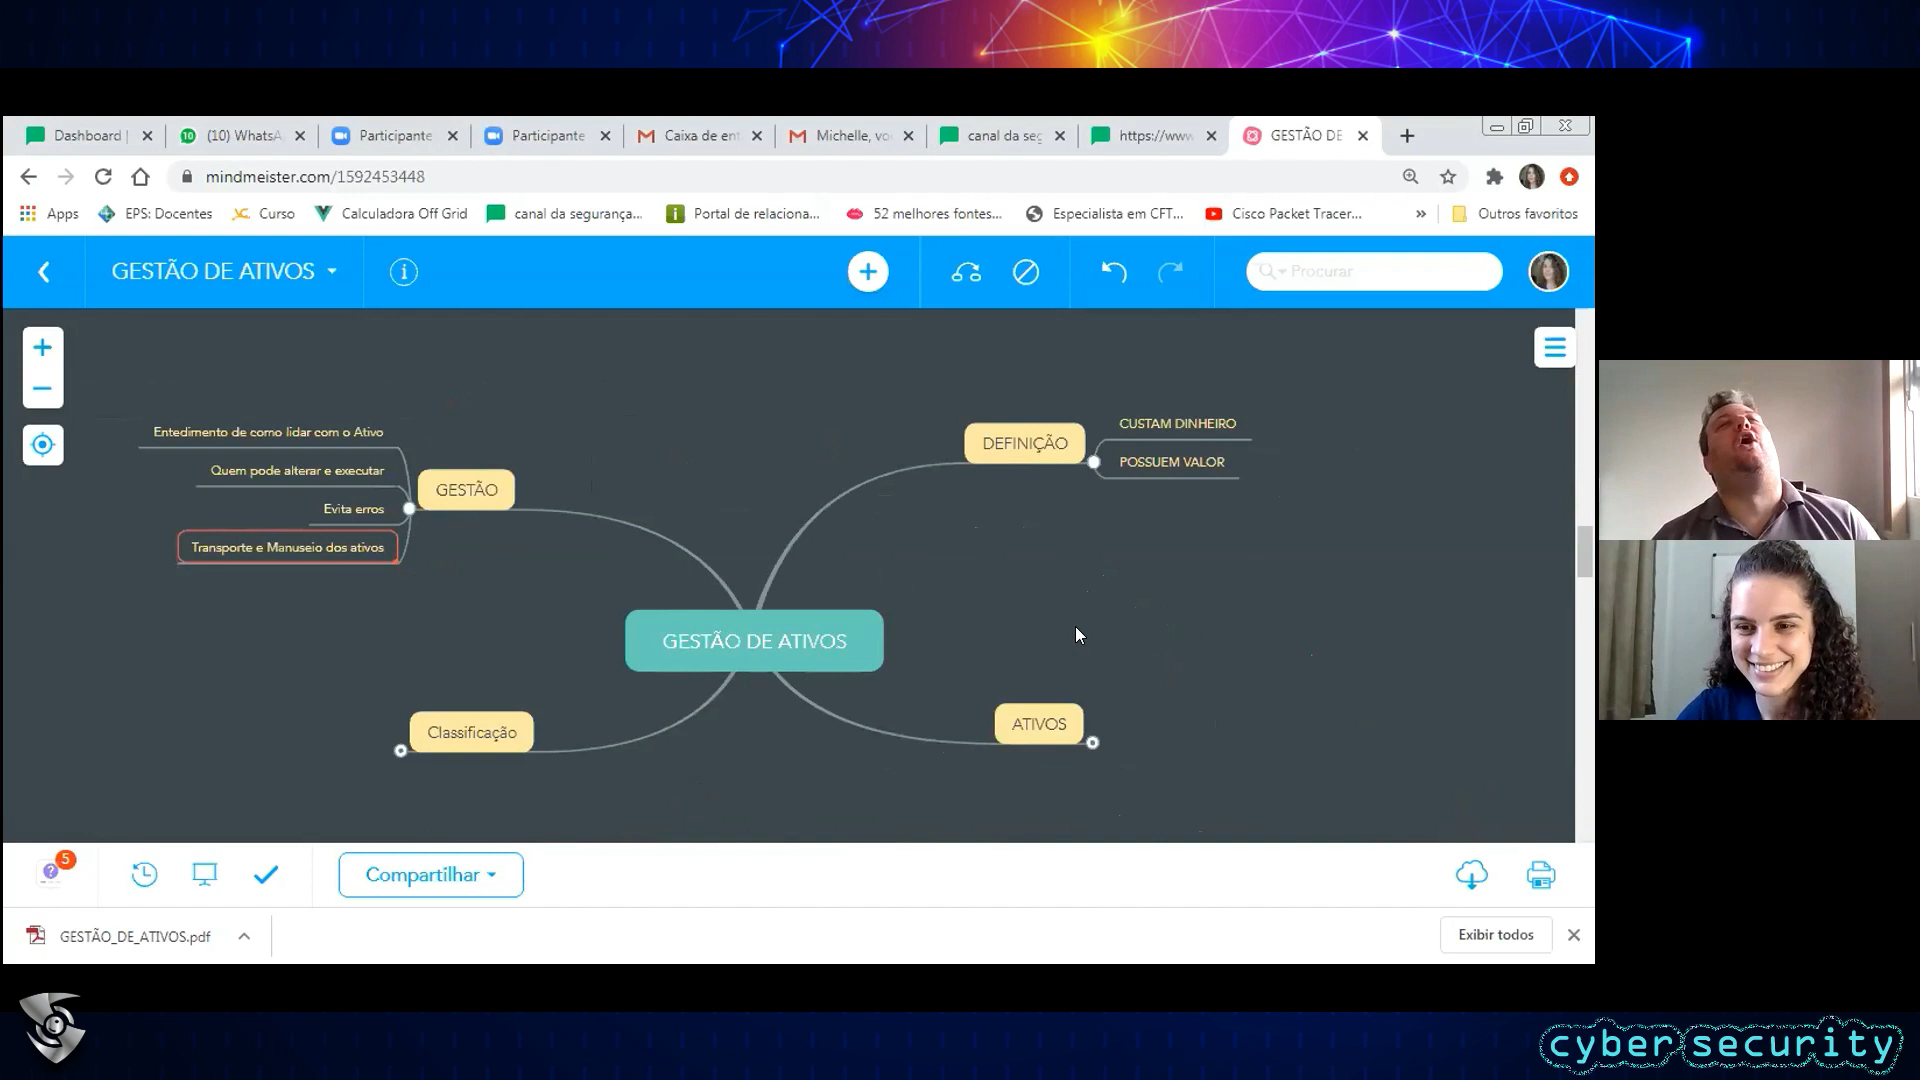 Dashboard |
(10) WhatsA
Participante
Participante
Caixa de ent
Michelle, vo
canal da seg
https://www
GESTÃO DE
mindmeister.com/1592453448
Apps
EPS: Docentes
Curso
Calculadora Off Grid
canal da segurança...
Portal de relaciona...
52 melhores fontes...
Especialista em CFT...
Cisco Packet Tracer...
»
Outros favoritos
GESTÃO DE ATIVOS
Procurar
Entedimento de como lidar com o Ativo
Quem pode alterar e executar
Evita erros
Transporte e Manuseio dos ativos
GESTÃO
DEFINIÇÃO
CUSTAM DINHEIRO
POSSUEM VALOR
GESTÃO DE ATIVOS
Classificação
ATIVOS
5
Compartilhar
GESTÃO_DE_ATIVOS.pdf
Exibir todos
cyber security